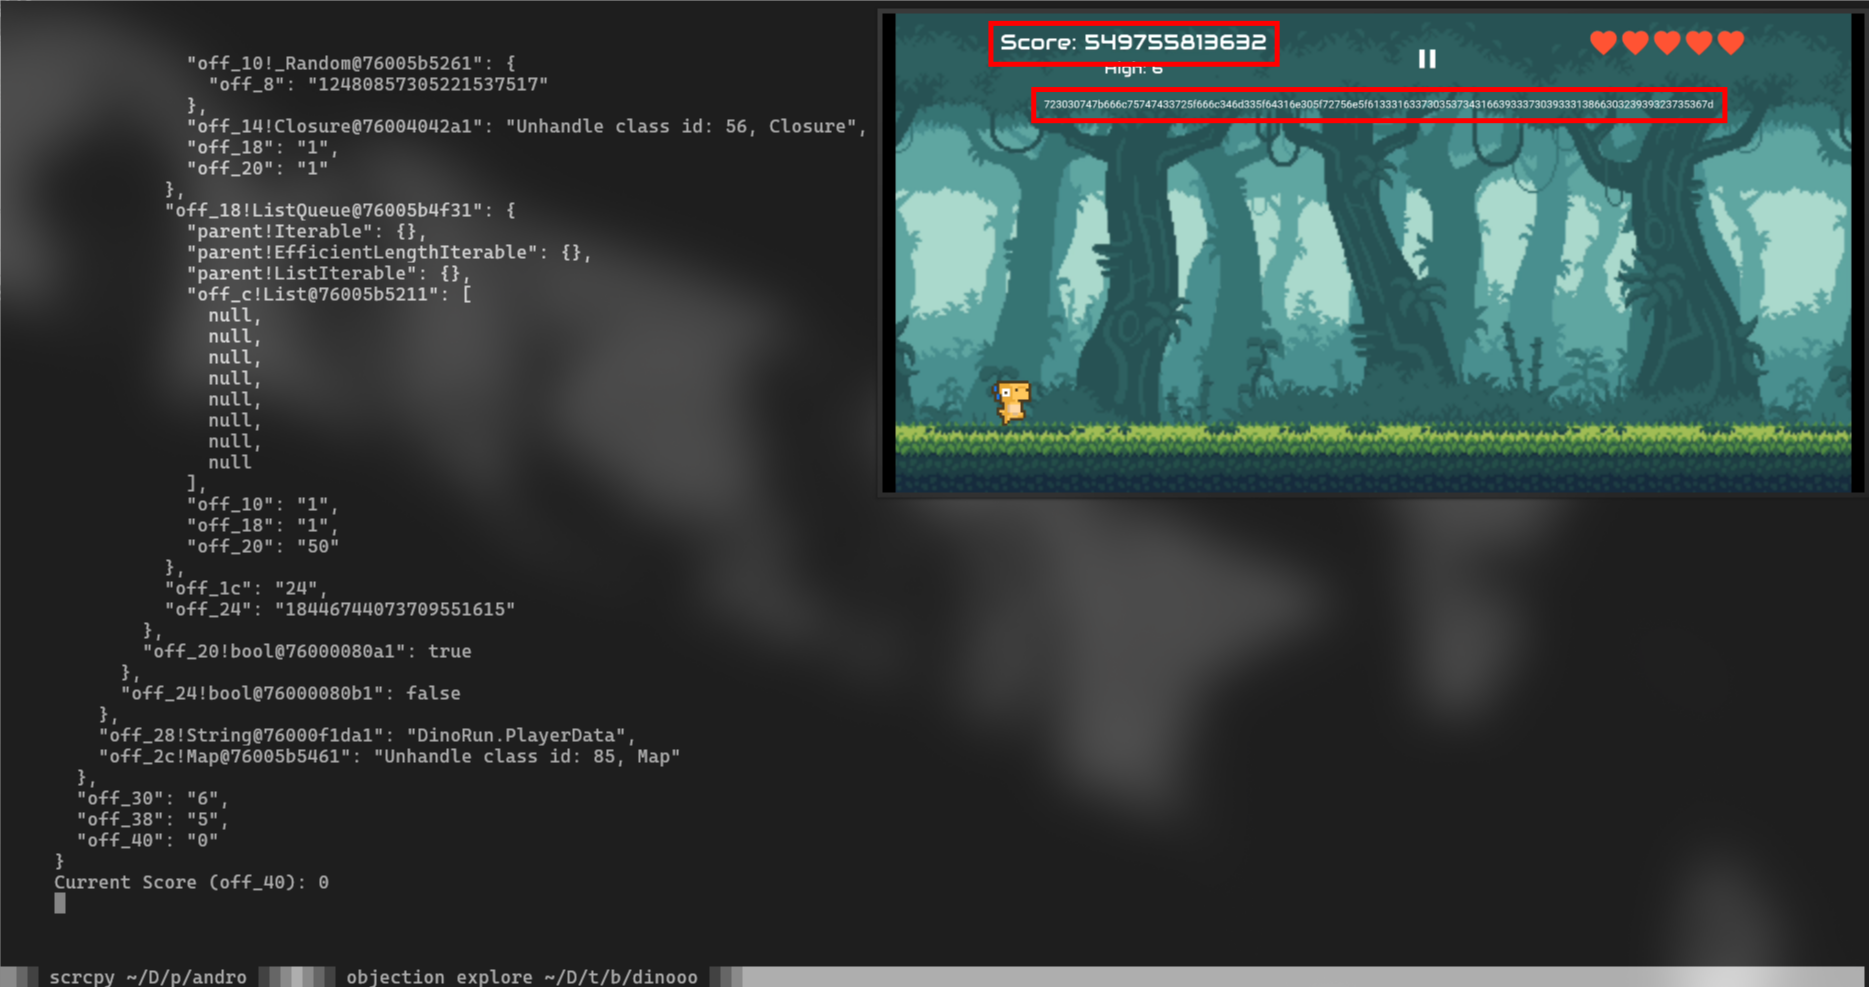 "off_10!_Random@76005b5261": {
"off_8": "12480857305221537517"
},
"off_14!Closure@76004042a1": "Unhandle class id: 56, Closure",
"off_18": "1",
"off_20": "1"
},
"off_18!ListQueue@76005b4f31": {
"parent!Iterable": {},
"parent!EfficientLengthIterable": {},
"parent!ListIterable": {},
"off_c!List@76005b5211": [
null,
null,
null,
null,
null,
null,
null,
null
],
"off_10": "1",
"off_18": "1",
"off_20": "50"
},
"off_1c": "24",
"off_24": "18446744073709551615"
},
"off_20!bool@76000080a1": true
},
"off_24!bool@76000080b1": false
},
"off_28!String@76000f1da1": "DinoRun.PlayerData",
"off_2c!Map@76005b5461": "Unhandle class id: 85, Map"
},
"off_30": "6",
"off_38": "5",
"off_40": "0"
}
Current Score (off_40): 0
Score: 549755813632
High: 6
scrcpy ~/D/p/andro
objection explore ~/D/t/b/dinooo